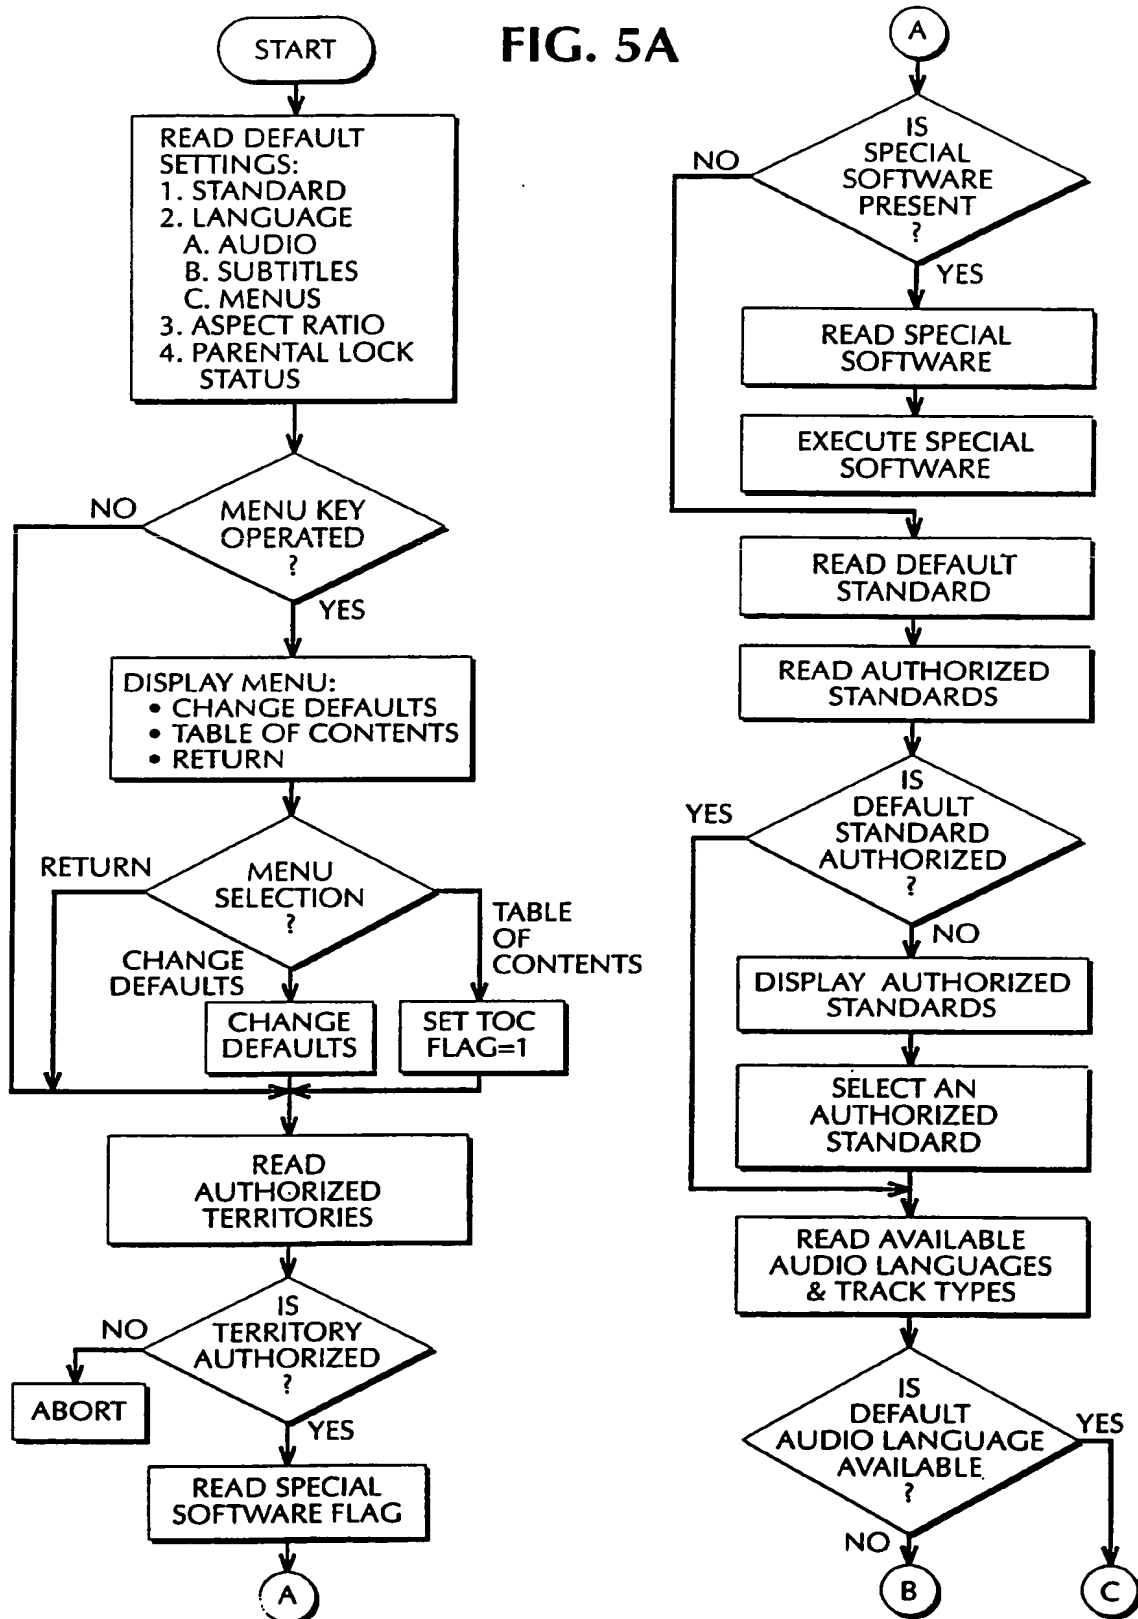 FIG. 5A
START
READ DEFAULT
SETTINGS:
1. STANDARD
2. LANGUAGE
A. AUDIO
B. SUBTITLES
C. MENUS
3. ASPECT RATIO
4. PARENTAL LOCK
STATUS
MENU KEY
OPERATED
?
NO
YES
DISPLAY MENU:
• CHANGE DEFAULTS
• TABLE OF CONTENTS
• RETURN
MENU
SELECTION
?
RETURN
CHANGE
DEFAULTS
TABLE
OF
CONTENTS
CHANGE
DEFAULTS
SET TOC
FLAG=1
READ
AUTHORIZED
TERRITORIES
IS
TERRITORY
AUTHORIZED
?
NO
ABORT
YES
READ SPECIAL
SOFTWARE FLAG
A
A
IS
SPECIAL
SOFTWARE
PRESENT
?
NO
YES
READ SPECIAL
SOFTWARE
EXECUTE SPECIAL
SOFTWARE
READ DEFAULT
STANDARD
READ AUTHORIZED
STANDARDS
IS
DEFAULT
STANDARD
AUTHORIZED
?
YES
NO
DISPLAY AUTHORIZED
STANDARDS
SELECT AN
AUTHORIZED
STANDARD
READ AVAILABLE
AUDIO LANGUAGES
& TRACK TYPES
IS
DEFAULT
AUDIO LANGUAGE
AVAILABLE
?
YES
NO
B
C